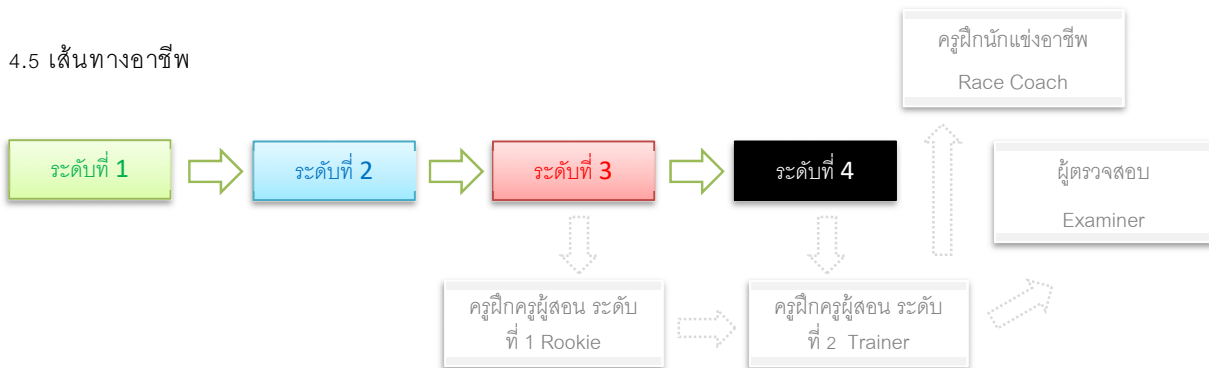 4.5 เส้นทางอาชีพ
ครูฝึกนักแข่งอาชีพ
Race Coach
ระดับที่ 1
ระดับที่ 2
ระดับที่ 3
ระดับที่ 4
ผู้ตรวจสอบ
Examiner
ครูฝึกครูผู้สอน ระดับ
ที่ 1 Rookie
ครูฝึกครูผู้สอน ระดับ
ที่ 2 Trainer